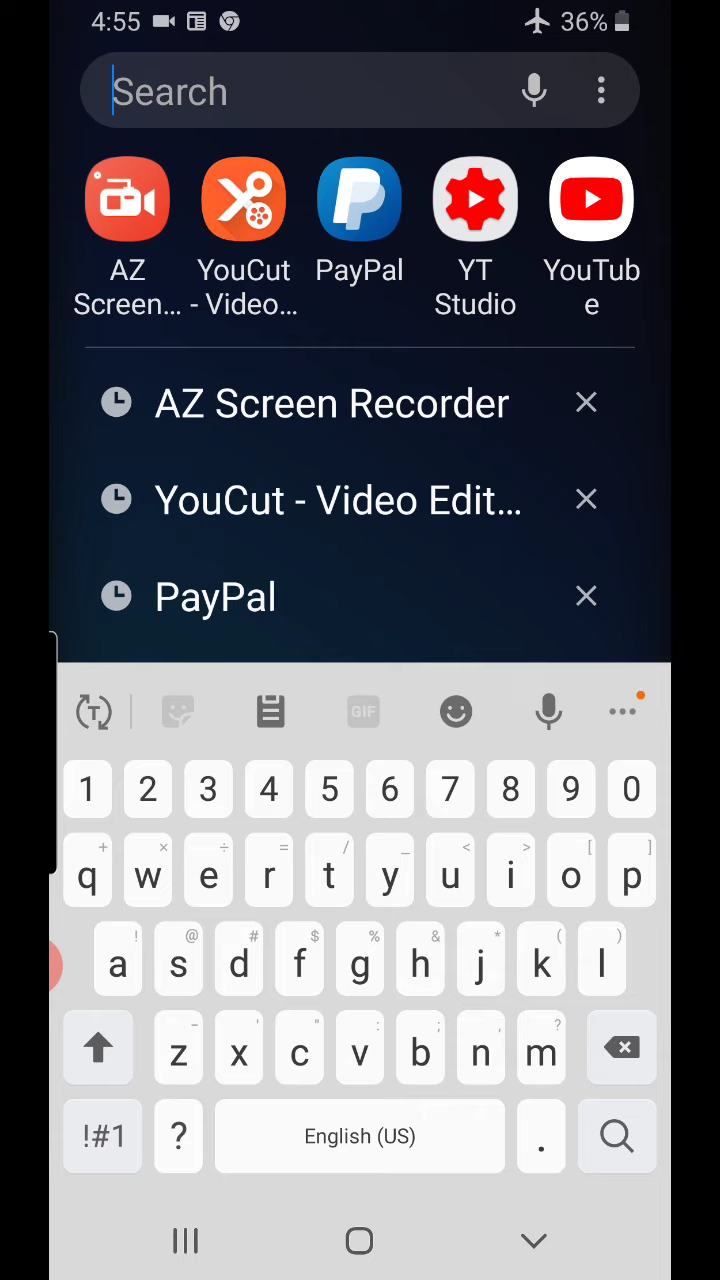 4:55
36%
Search
AZ Screen... YouCut - Video... PayPal YT Studio YouTube
AZ Screen Recorder
YouCut - Video Edit...
PayPal
T GIF
1 2 3 4 5 6 7 8 9 0
+ × ÷ = / _ < > [ ]
q w e r t y u i o p
! @ # $ % & * ( )
a s d f g h j k l
- ' " : ; , ?
z x c v b n m
!#1 ? English (US) .